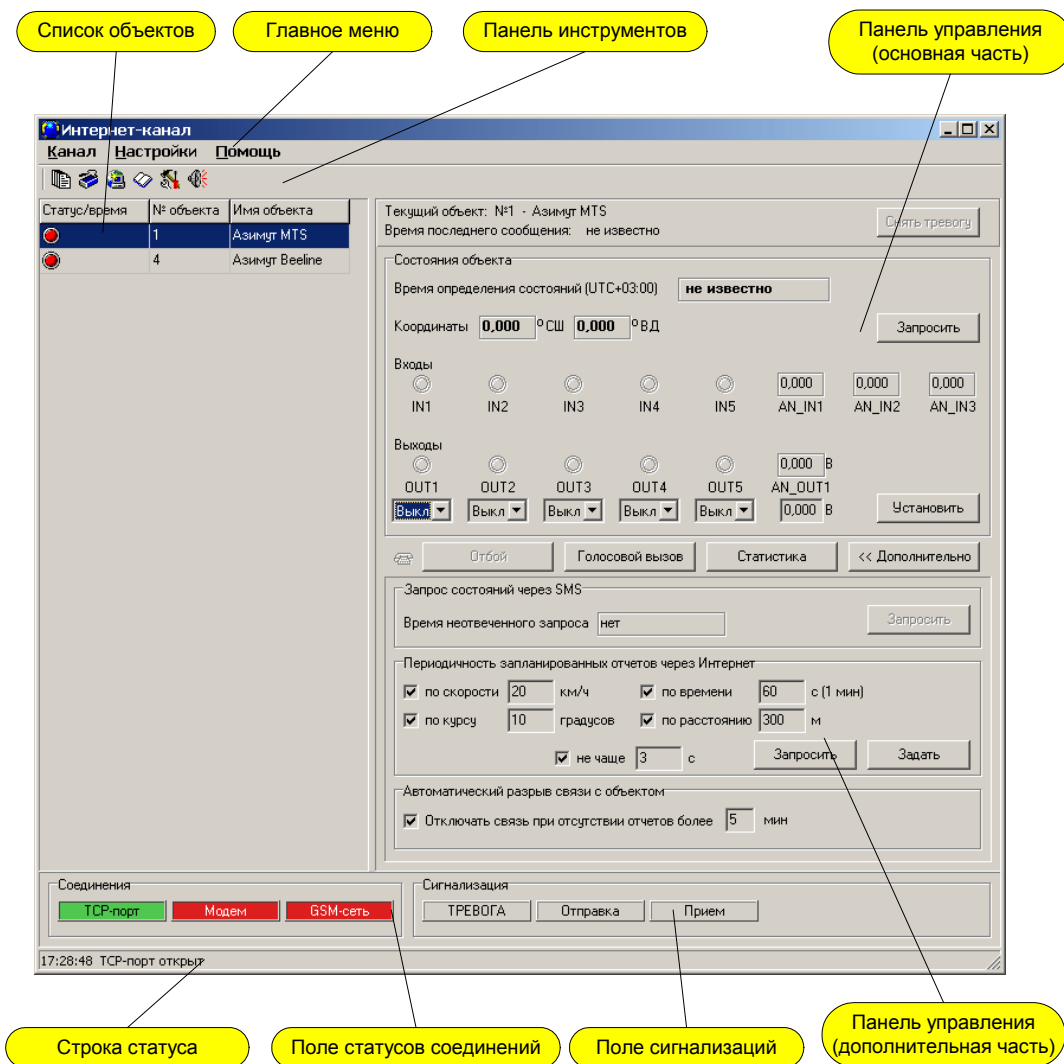 Список объектов
Главное меню
Панель инструментов
Панель управления
(основная часть)
Интернет-канал
Канал Настройки Помощь
Статус/время № объекта Имя объекта
1 Азимут MTS
4 Азимут Beeline
Текущий объект: №1 - Азимут MTS
Время последнего сообщения: не известно
Снять тревогу
Состояния объекта
Время определения состояний (UTC+03:00) не известно
Координаты 0,000 º СШ 0,000 º ВД Запросить
Входы
0,000 0,000 0,000
IN1 IN2 IN3 IN4 IN5 AN_IN1 AN_IN2 AN_IN3
Выходы
0,000 В
OUT1 OUT2 OUT3 OUT4 OUT5 AN_OUT1
Выкл Выкл Выкл Выкл Выкл 0,000 В Установить
Отбой Голосовой вызов Статистика << Дополнительно
Запрос состояний через SMS
Время неотвеченного запроса нет Запросить
Периодичность запланированных отчетов через Интернет
по скорости 20 км/ч по времени 60 с (1 мин)
по курсу 10 градусов по расстоянию 300 м
не чаще 3 с Запросить Задать
Автоматический разрыв связи с объектом
Отключать связь при отсутствии отчетов более 5 мин
Соединения
TCP-порт Модем GSM-сеть
Сигнализация
ТРЕВОГА Отправка Прием
17:28:48 TCP-порт открыт
Строка статуса
Поле статусов соединений
Поле сигнализаций
Панель управления
(дополнительная часть)